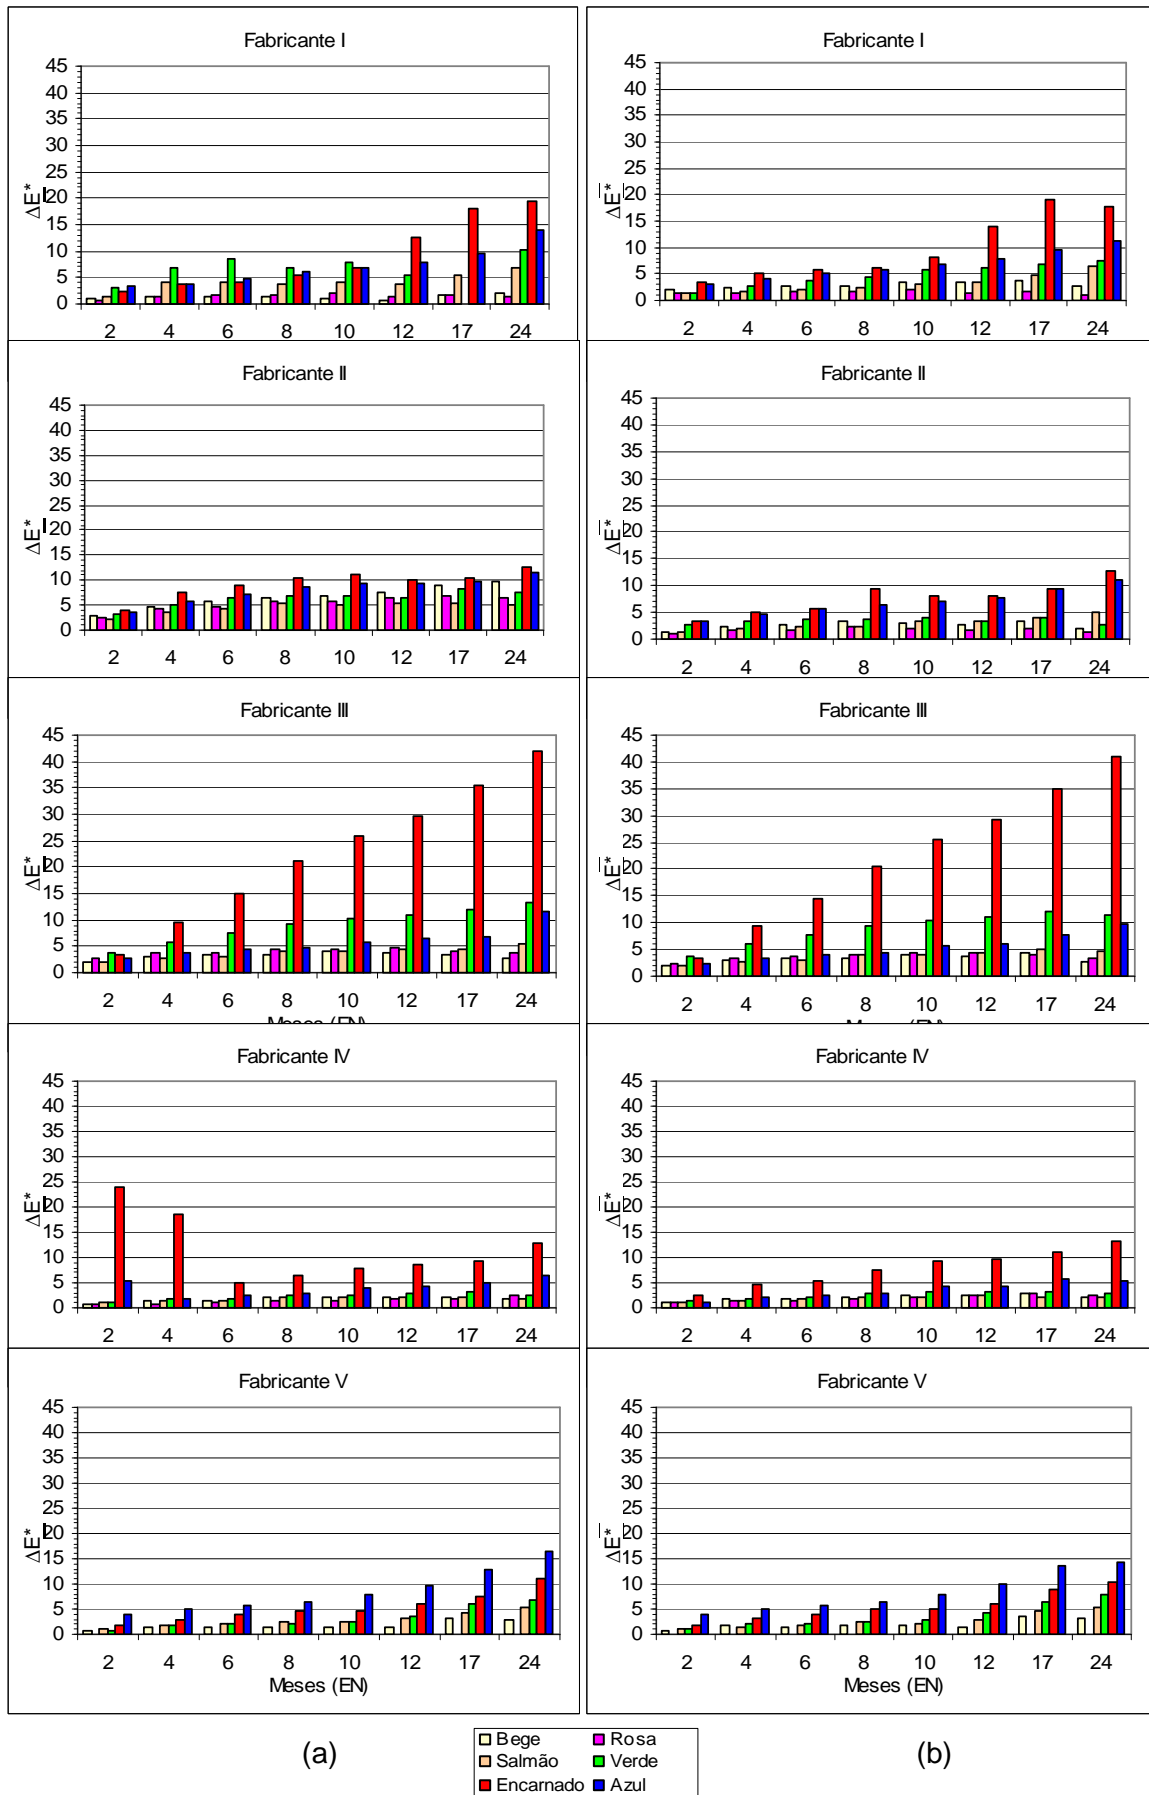 Fabricante I
45
40
35
30
25
20
15
10
5
0
ΔE*
2 4 6 8 10 12 17 24
Fabricante I
45
40
35
30
25
20
15
10
5
0
ΔE*
2 4 6 8 10 12 17 24
Fabricante II
45
40
35
30
25
20
15
10
5
0
ΔE*
2 4 6 8 10 12 17 24
Fabricante II
45
40
35
30
25
20
15
10
5
0
ΔE*
2 4 6 8 10 12 17 24
Fabricante III
45
40
35
30
25
20
15
10
5
0
ΔE*
2 4 6 8 10 12 17 24
Meses (EN)
Fabricante III
45
40
35
30
25
20
15
10
5
0
ΔE*
2 4 6 8 10 12 17 24
Meses (EN)
Fabricante IV
45
40
35
30
25
20
15
10
5
0
ΔE*
2 4 6 8 10 12 17 24
Fabricante IV
45
40
35
30
25
20
15
10
5
0
ΔE*
2 4 6 8 10 12 17 24
Fabricante V
45
40
35
30
25
20
15
10
5
0
ΔE*
2 4 6 8 10 12 17 24
Meses (EN)
Fabricante V
45
40
35
30
25
20
15
10
5
0
ΔE*
2 4 6 8 10 12 17 24
Meses (EN)
(a)
Bege Rosa
Salmão Verde
Encarnado Azul
(b)